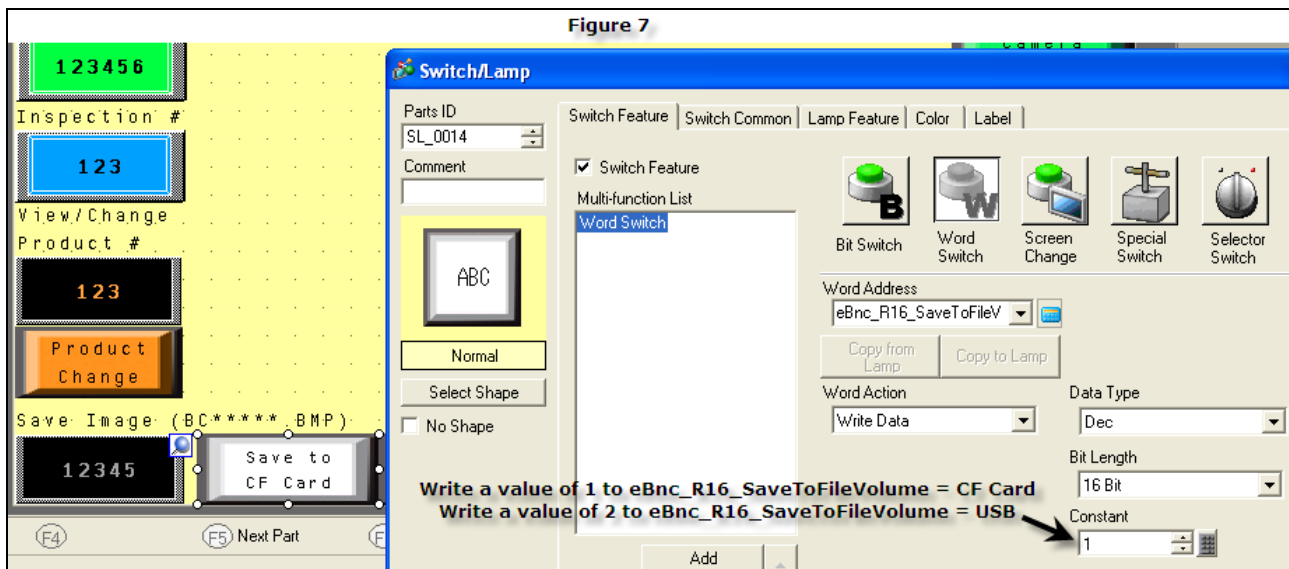 Figure 7
Camera
123456
Inspection #
123
View/Change
Product #
123
Product
Change
Save Image (BC*****.BMP)
12345
Save to
CF Card
F4
F5 Next Part
F
Switch/Lamp
Parts ID
SL_0014
Comment
ABC
Normal
Select Shape
No Shape
Switch Feature
Switch Common
Lamp Feature
Color
Label
Switch Feature
Multi-function List
Word Switch
Add
B
Bit Switch
W
Word
Switch
Screen
Change
Special
Switch
Selector
Switch
Word Address
eBnc_R16_SaveToFileV
Copy from
Lamp
Copy to Lamp
Word Action
Write Data
Data Type
Dec
Bit Length
16 Bit
Constant
1
Write a value of 1 to eBnc_R16_SaveToFileVolume = CF Card
Write a value of 2 to eBnc_R16_SaveToFileVolume = USB